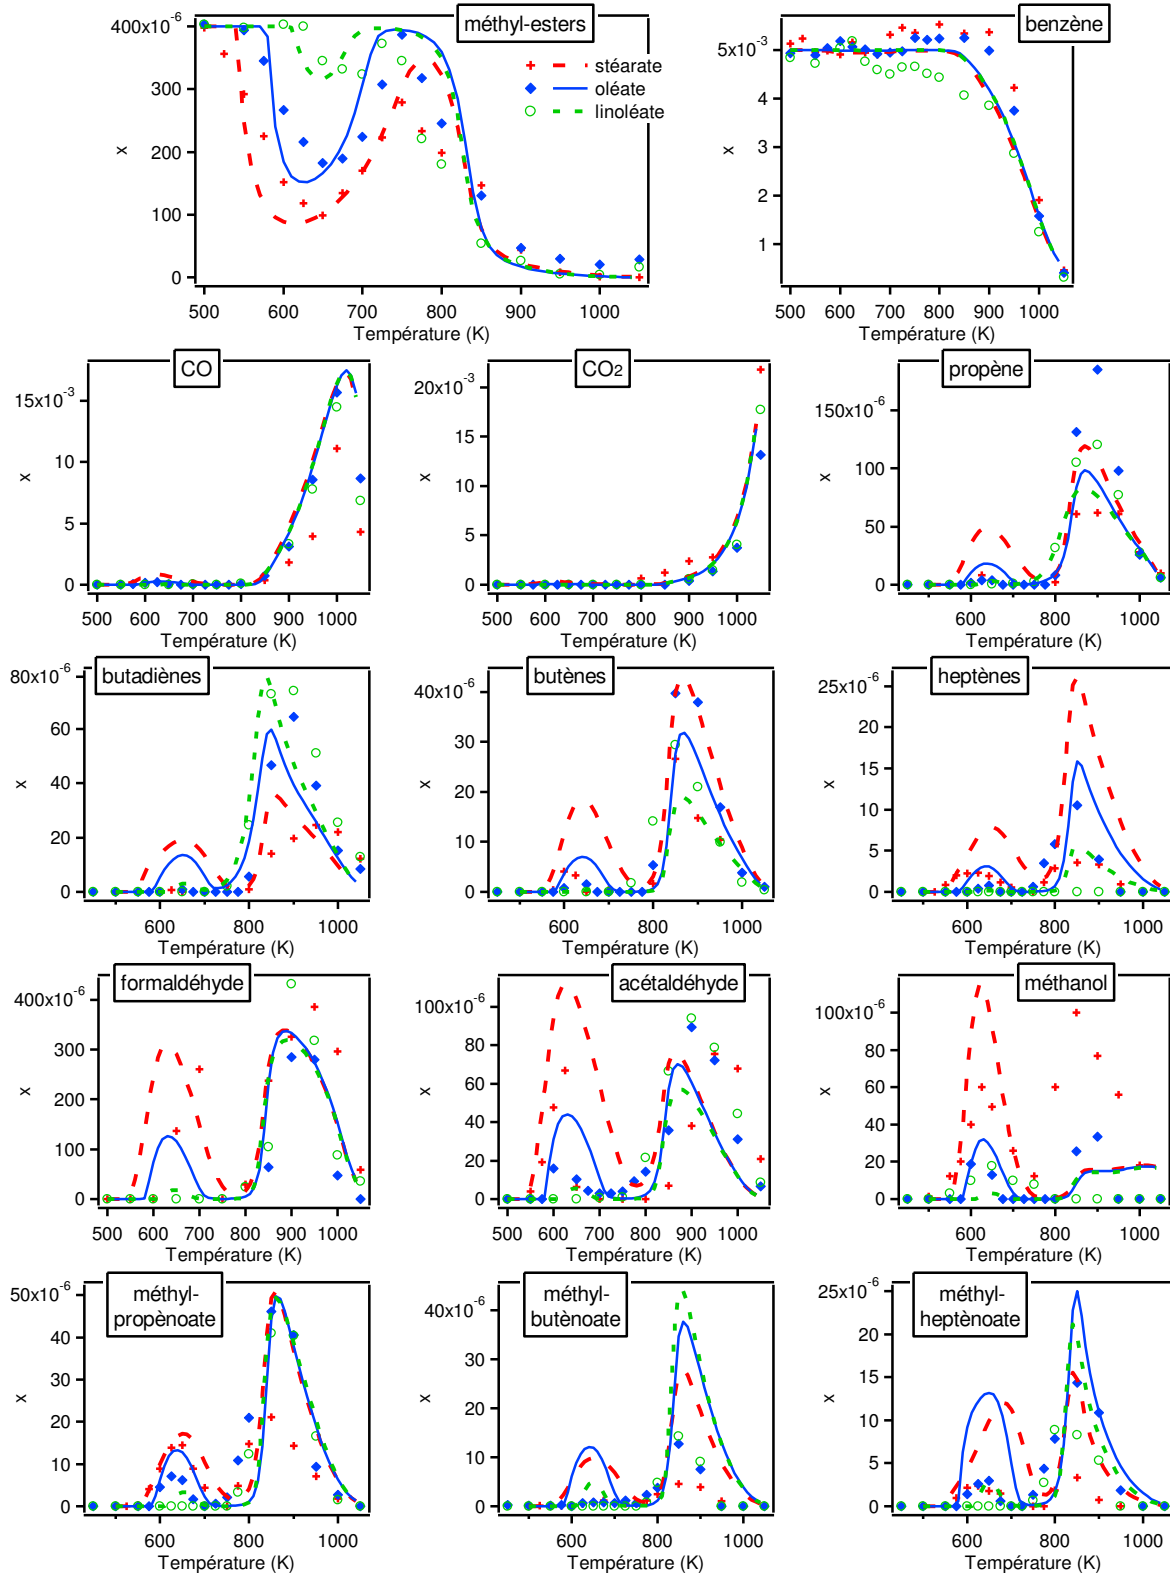 méthyl-esters
400x10-6
300
200
100
0
x
500 600 700 800 900 1000
Température (K)
stéarate
oléate
linoléate
benzène
5x10-3
4
3
2
1
x
500 600 700 800 900 1000
Température (K)
CO
15x10-3
10
5
0
x
500 600 700 800 900 1000
Température (K)
CO2
20x10-3
15
10
5
0
x
500 600 700 800 900 1000
Température (K)
propène
150x10-6
100
50
0
x
600 800 1000
Température (K)
butadiènes
80x10-6
60
40
20
0
x
600 800 1000
Température (K)
butènes
40x10-6
30
20
10
0
x
600 800 1000
Température (K)
heptènes
25x10-6
20
15
10
5
0
x
600 800 1000
Température (K)
formaldéhyde
400x10-6
300
200
100
0
x
500 600 700 800 900 1000
Température (K)
acétaldéhyde
100x10-6
80
60
40
20
0
x
500 600 700 800 900 1000
Température (K)
méthanol
100x10-6
80
60
40
20
0
x
600 800 1000
Température (K)
méthyl-
propènoate
50x10-6
40
30
20
10
0
x
600 800 1000
Température (K)
méthyl-
butènoate
40x10-6
30
20
10
0
x
600 800 1000
Température (K)
méthyl-
heptènoate
25x10-6
20
15
10
5
0
x
600 800 1000
Température (K)